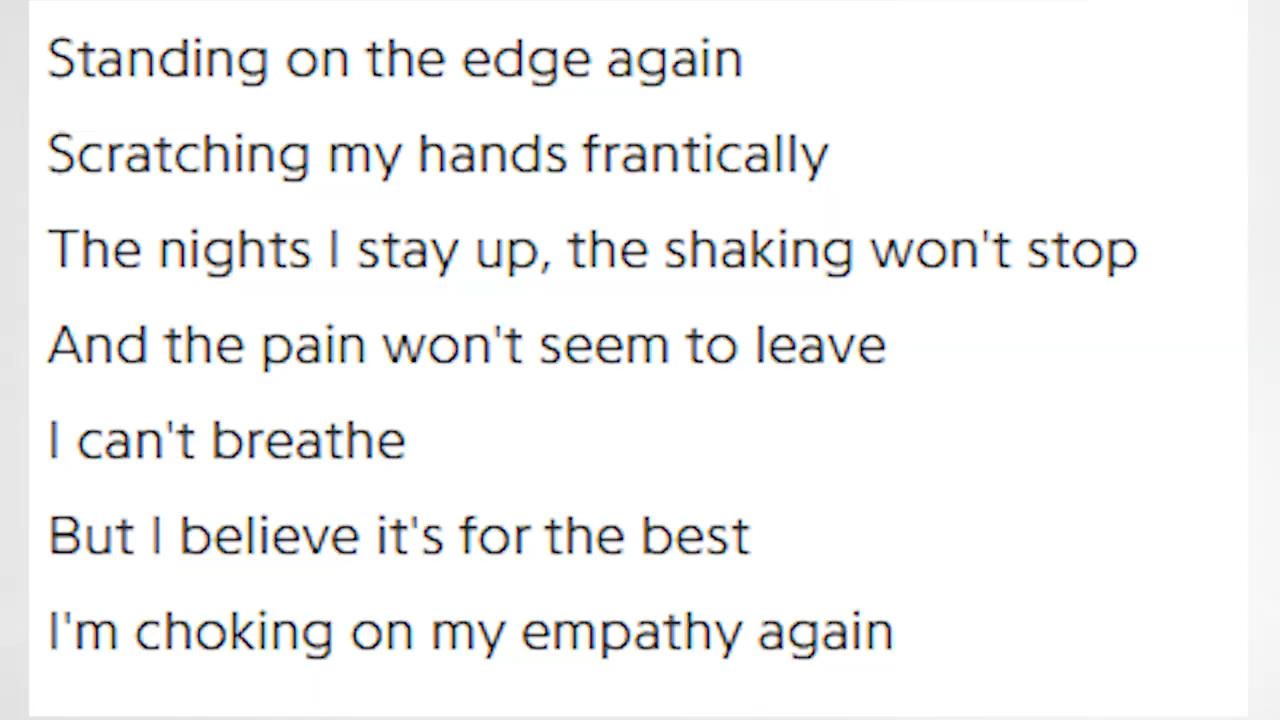 Standing on the edge again
Scratching my hands frantically
The nights I stay up, the shaking won't stop
And the pain won't seem to leave
I can't breathe
But I believe it's for the best
I'm choking on my empathy again